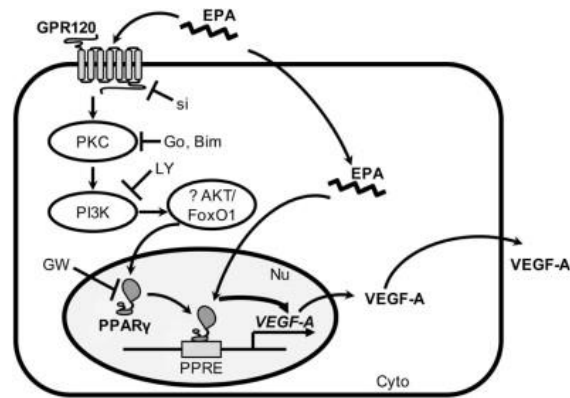 EPA
GPR120
si
PKC
Go, Bim
LY
EPA
PI3K
? AKT/
FoxO1
GW
Nu
VEGF-A
VEGF-A
PPARγ
VEGF-A
PPRE
Cyto